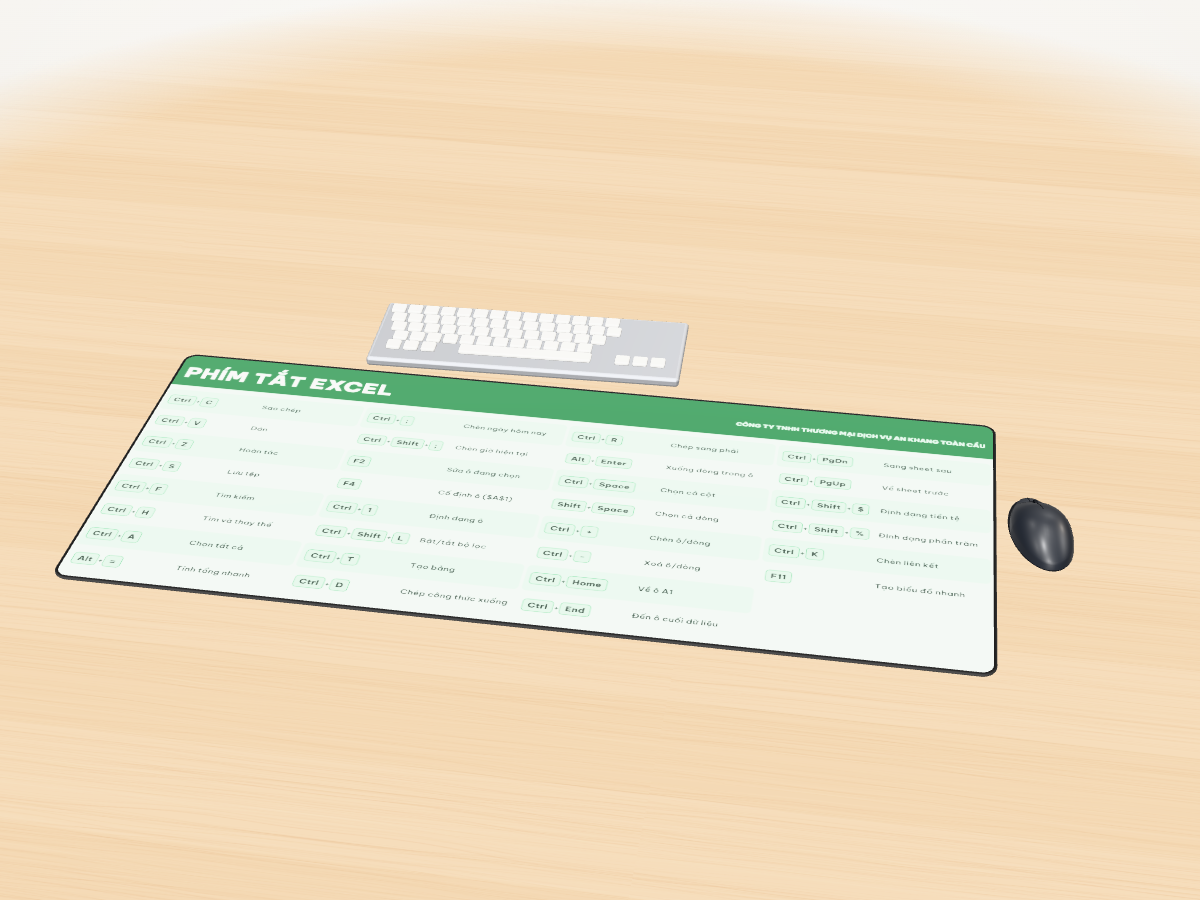 PHÍM TẮT EXCEL
CÔNG TY TNHH THƯƠNG MẠI DỊCH VỤ AN KHANG TOÀN CẦU
Ctrl + C Sao chép
Ctrl + V Dán
Ctrl + Z Hoàn tác
Ctrl + S Lưu tệp
Ctrl + F Tìm kiếm
Ctrl + H Tìm và thay thế
Ctrl + A Chọn tất cả
Alt + = Tính tổng nhanh
Ctrl + ; Chèn ngày hôm nay
Ctrl + Shift + ; Chèn giờ hiện tại
F2 Sửa ô đang chọn
F4 Cố định ô ($A$1)
Ctrl + 1 Định dạng ô
Ctrl + Shift + L Bật/tắt bộ lọc
Ctrl + T Tạo bảng
Ctrl + D Chép công thức xuống
Ctrl + R Chép sang phải
Alt + Enter Xuống dòng trong ô
Ctrl + Space Chọn cả cột
Shift + Space Chọn cả dòng
Ctrl + + Chèn ô/dòng
Ctrl + - Xoá ô/dòng
Ctrl + Home Về ô A1
Ctrl + End Đến ô cuối dữ liệu
Ctrl + PgDn Sang sheet sau
Ctrl + PgUp Về sheet trước
Ctrl + Shift + $ Định dạng tiền tệ
Ctrl + Shift + % Định dạng phần trăm
Ctrl + K Chèn liên kết
F11 Tạo biểu đồ nhanh